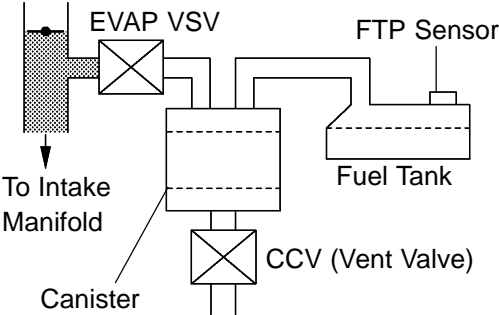 EVAP VSV
FTP Sensor
To Intake
Manifold
Fuel Tank
CCV (Vent Valve)
Canister